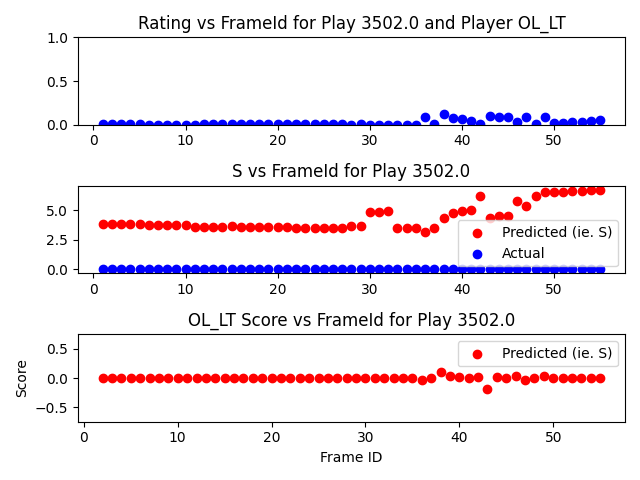 Rating vs FrameId for Play 3502.0 and Player OL_LT
1.0
0.5
0.0
0 10 20 30 40 50
S vs FrameId for Play 3502.0
5.0
2.5
0.0
Predicted (ie. S)
Actual
0 10 20 30 40 50
OL_LT Score vs FrameId for Play 3502.0
Score
0.5
0.0
−0.5
Predicted (ie. S)
0 10 20 30 40 50
Frame ID